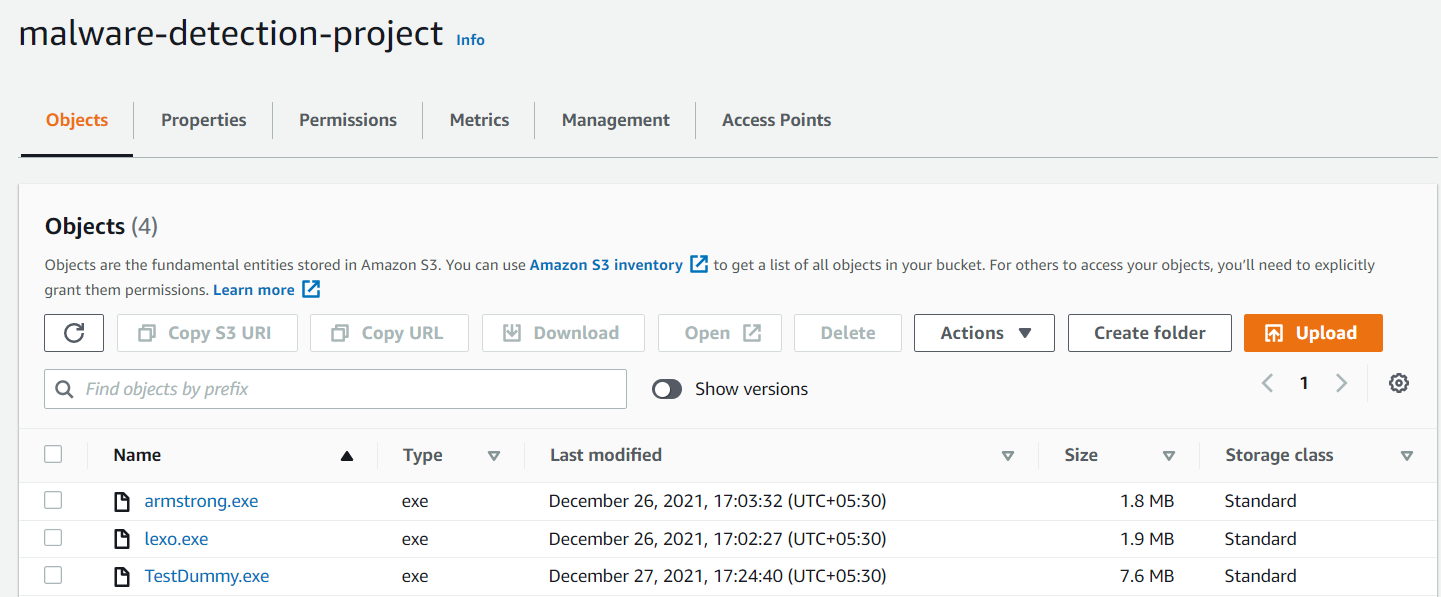 malware-detection-project Info
Objects Properties Permissions Metrics Management Access Points
Objects (4)
Objects are the fundamental entities stored in Amazon S3. You can use Amazon S3 inventory to get a list of all objects in your bucket. For others to access your objects, you'll need to explicitly
grant them permissions. Learn more
Copy S3 URI Copy URL Download Open Delete Actions Create folder Upload
Find objects by prefix Show versions 1
Name Type Last modified Size Storage class
armstrong.exe exe December 26, 2021, 17:03:32 (UTC+05:30) 1.8 MB Standard
lexo.exe exe December 26, 2021, 17:02:27 (UTC+05:30) 1.9 MB Standard
TestDummy.exe exe December 27, 2021, 17:24:40 (UTC+05:30) 7.6 MB Standard